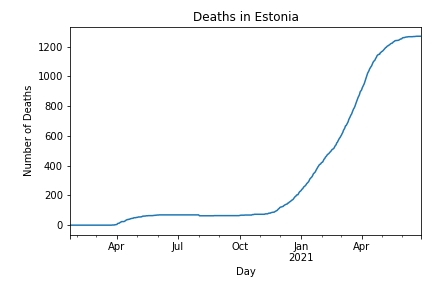 Deaths in Estonia
Number of Deaths
1200
1000
800
600
400
200
0
Apr
Jul
Oct
Jan
2021
Apr
Day